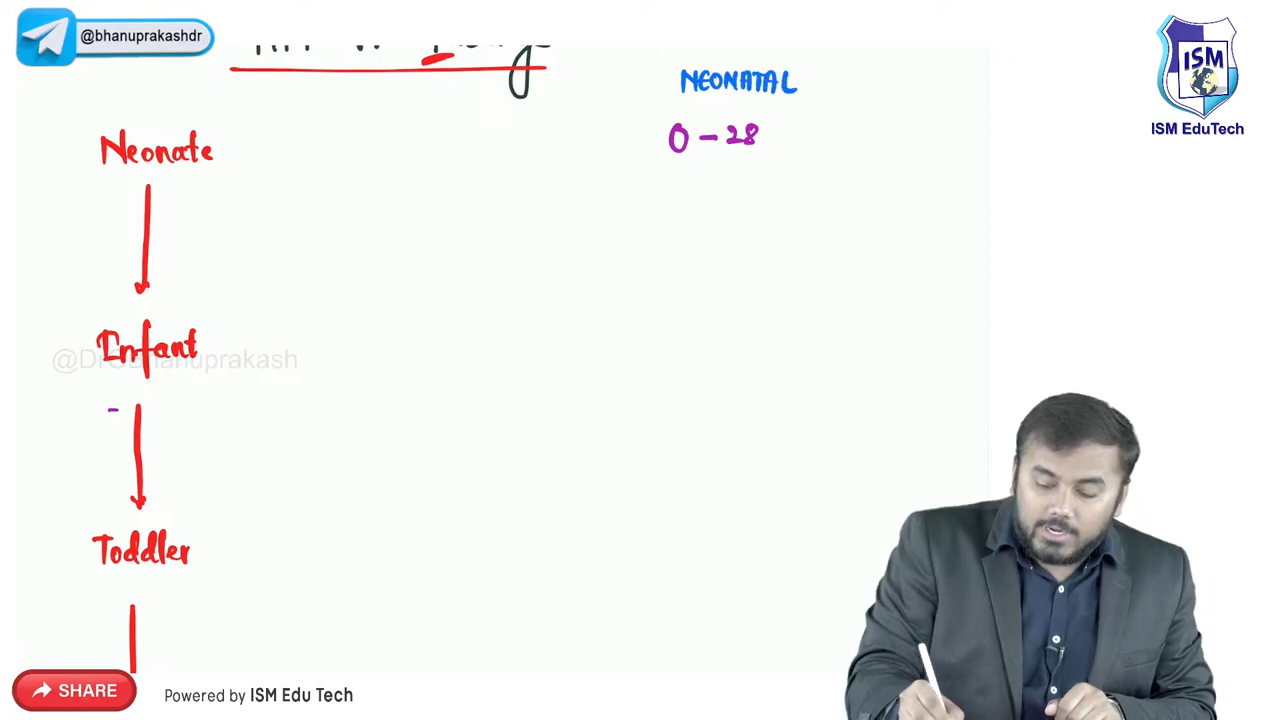 @bhanuprakashdr
ISM
ISM EduTech
NEONATAL
0 - 28
Neonate
Infant
@DrGBhanuprakash
Toddler
SHARE
Powered by ISM Edu Tech